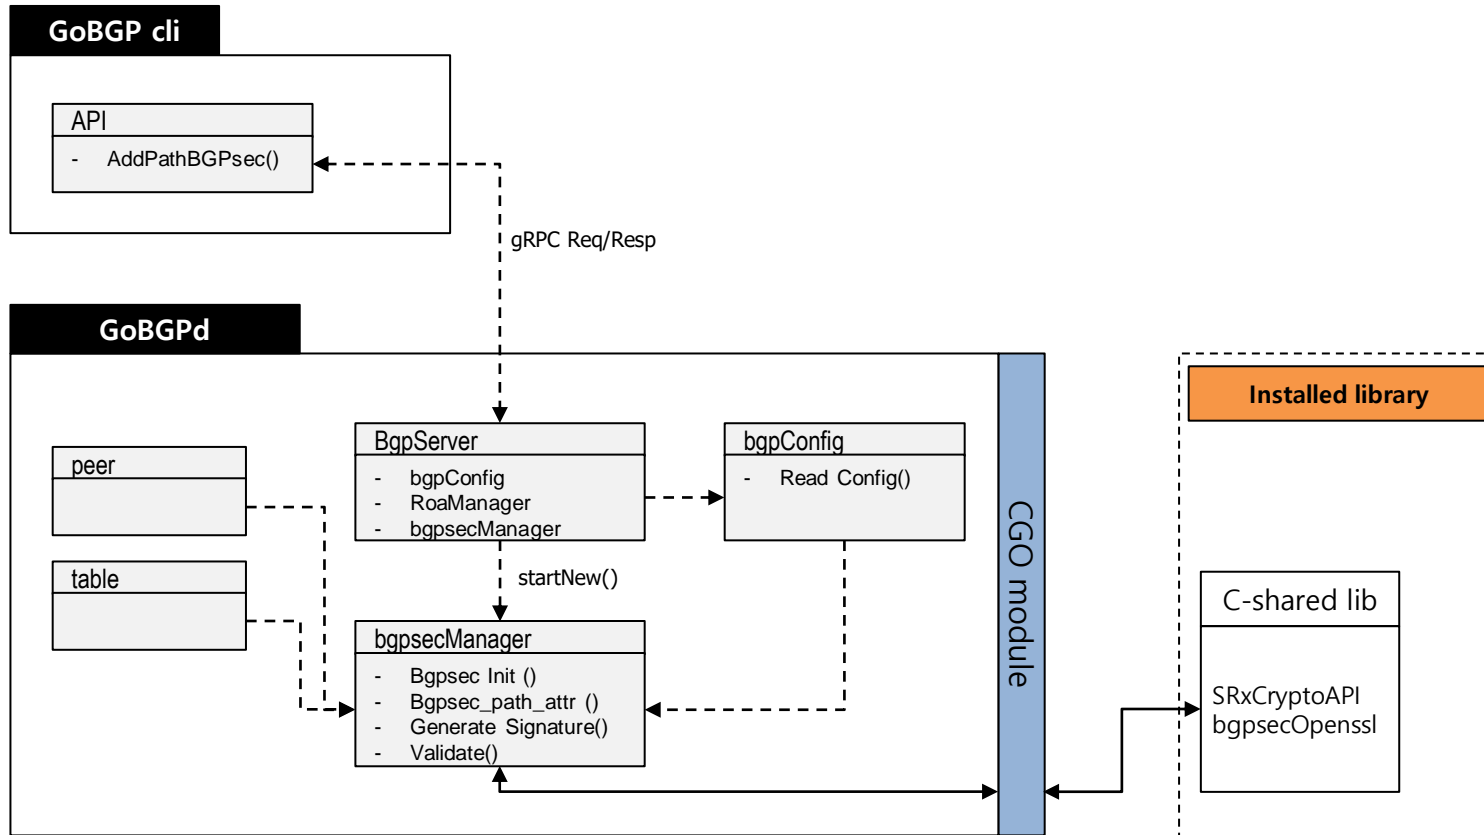 GoBGP cli
API
- AddPathBGPsec()
gRPC Req/Resp
GoBGPd
Installed library
peer
BgpServer
- bgpConfig
- RoaManager
- bgpsecManager
bgpConfig
- Read Config()
table
startNew()
bgpsecManager
- Bgpsec Init ()
- Bgpsec_path_attr ()
- Generate Signature()
- Validate()
CGO module
C-shared lib
SRxCryptoAPI
bgpsecOpenssl